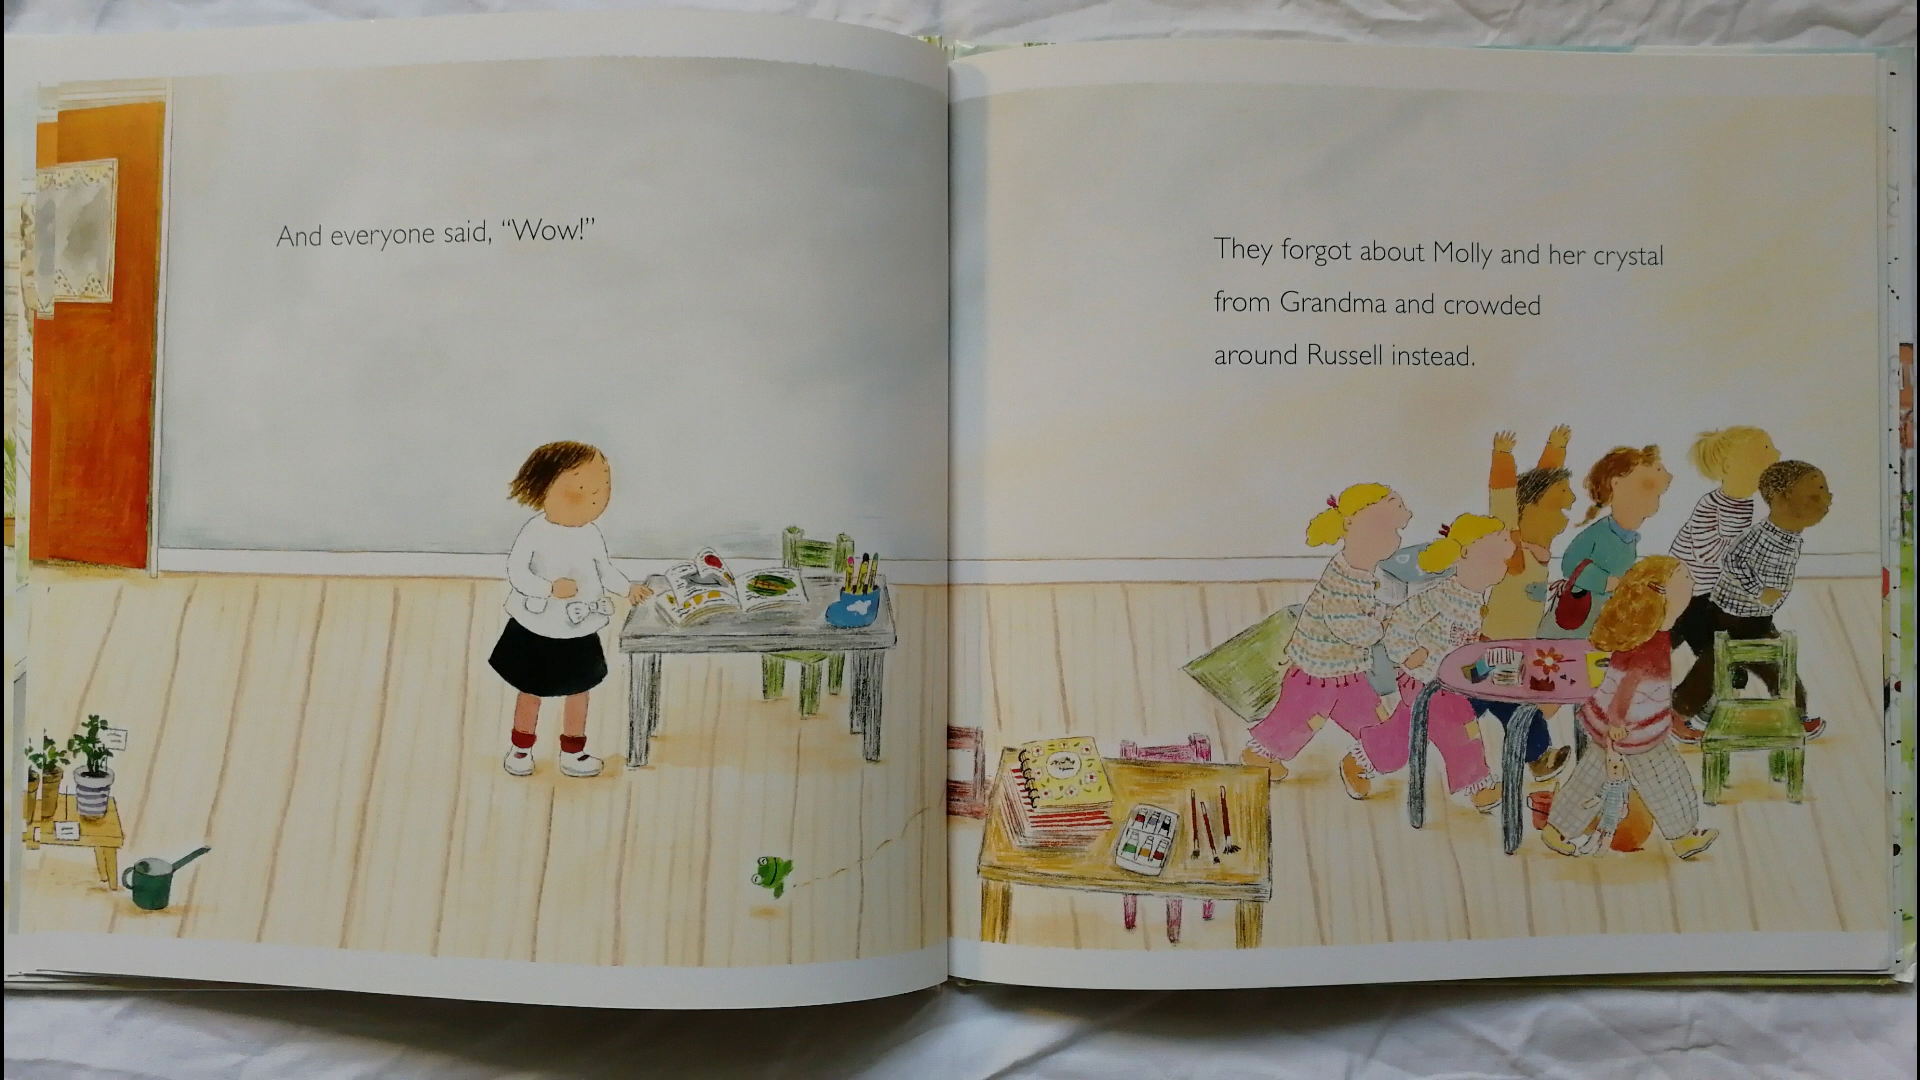 And everyone said, “Wow!”
They forgot about Molly and her crystal
from Grandma and crowded
around Russell instead.